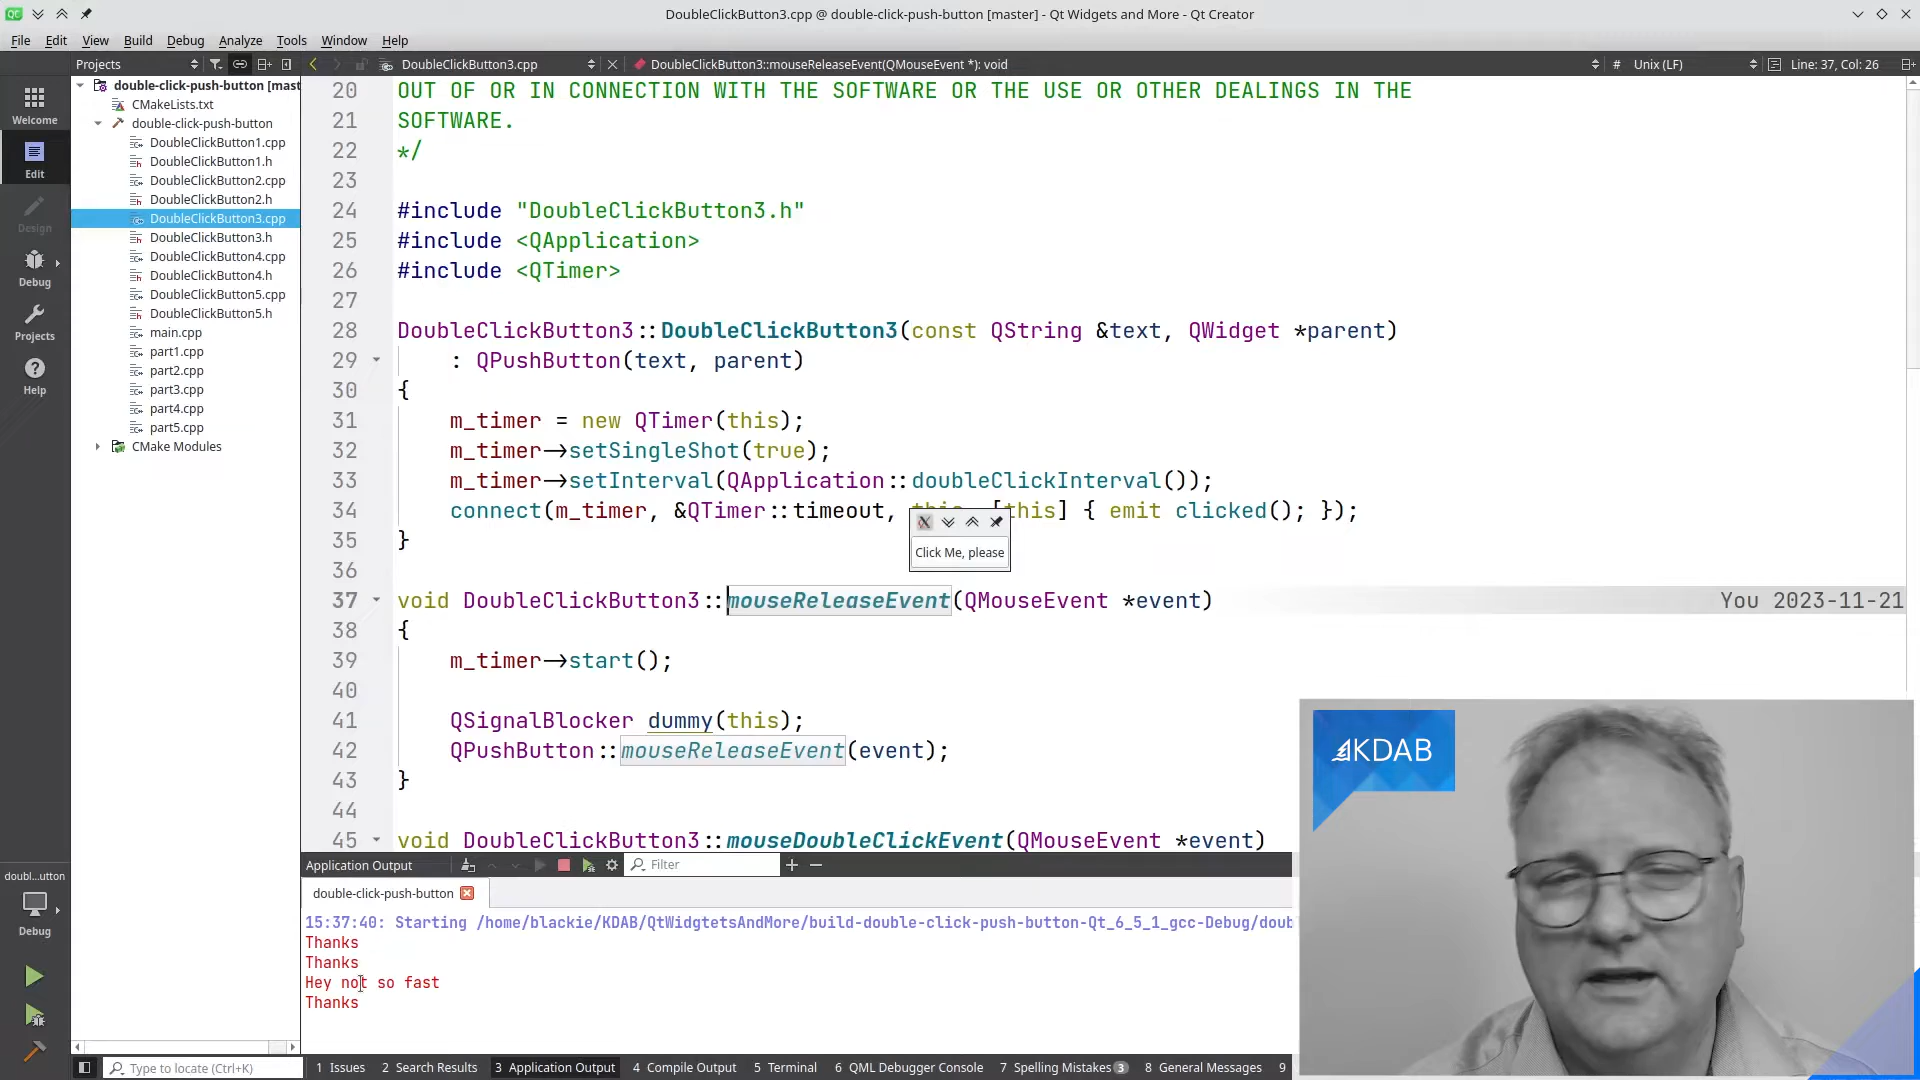 DoubleClickButton3.cpp @ double-click-push-button [master] - Qt Widgets and More - Qt Creator
File Edit View Build Debug Analyze Tools Window Help
Projects DoubleClickButton3.cpp DoubleClickButton3::mouseReleaseEvent(QMouseEvent *): void # Unix (LF) Line: 37, Col: 26
Welcome
Edit
Design
Debug
Projects
Help
doubl...utton
Debug
double-click-push-button [mast
CMakeLists.txt
double-click-push-button
DoubleClickButton1.cpp
DoubleClickButton1.h
DoubleClickButton2.cpp
DoubleClickButton2.h
DoubleClickButton3.cpp
DoubleClickButton3.h
DoubleClickButton4.cpp
DoubleClickButton4.h
DoubleClickButton5.cpp
DoubleClickButton5.h
main.cpp
part1.cpp
part2.cpp
part3.cpp
part4.cpp
part5.cpp
CMake Modules
20 OUT OF OR IN CONNECTION WITH THE SOFTWARE OR THE USE OR OTHER DEALINGS IN THE
21 SOFTWARE.
22 */
23
24 #include "DoubleClickButton3.h"
25 #include <QApplication>
26 #include <QTimer>
27
28 DoubleClickButton3::DoubleClickButton3(const QString &text, QWidget *parent)
29 : QPushButton(text, parent)
30 {
31 m_timer = new QTimer(this);
32 m_timer->setSingleShot(true);
33 m_timer->setInterval(QApplication::doubleClickInterval());
34 connect(m_timer, &QTimer::timeout, this] { emit clicked(); });
35 }
36
37 void DoubleClickButton3::mouseReleaseEvent(QMouseEvent *event) You 2023-11-21
38 {
39 m_timer->start();
40
41 QSignalBlocker dummy(this);
42 QPushButton::mouseReleaseEvent(event);
43 }
44
45 void DoubleClickButton3::mouseDoubleClickEvent(QMouseEvent *event)
Click Me, please
Application Output Filter
double-click-push-button
15:37:40: Starting /home/blackie/KDAB/QtWidgtetsAndMore/build-double-click-push-button-Qt_6_5_1_gcc-Debug/doub
Thanks
Thanks
Hey not so fast
Thanks
KDAB
Type to locate (Ctrl+K) 1 Issues 2 Search Results 3 Application Output 4 Compile Output 5 Terminal 6 QML Debugger Console 7 Spelling Mistakes 3 8 General Messages 9